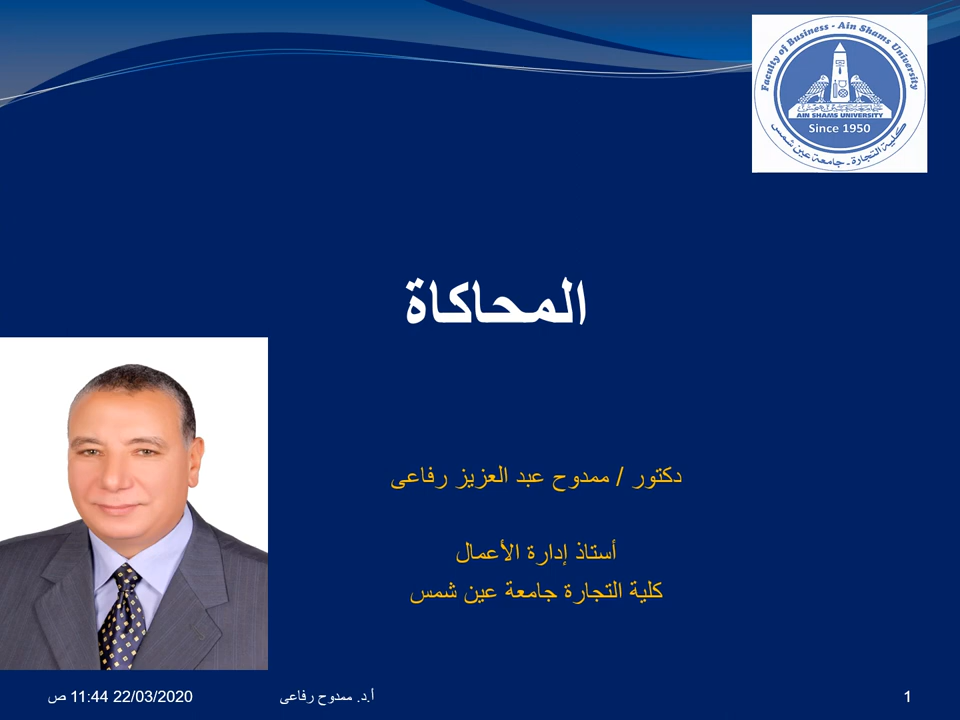 Faculty of Business - Ain Shams University
AIN SHAMS UNIVERSITY
Since 1950
كلية التجارة - جامعة عين شمس
المحاكاة
دكتور / ممدوح عبد العزيز رفاعى
أستاذ إدارة الأعمال
كلية التجارة جامعة عين شمس
22/03/2020 11:44 ص
أ.د. ممدوح رفاعى
1